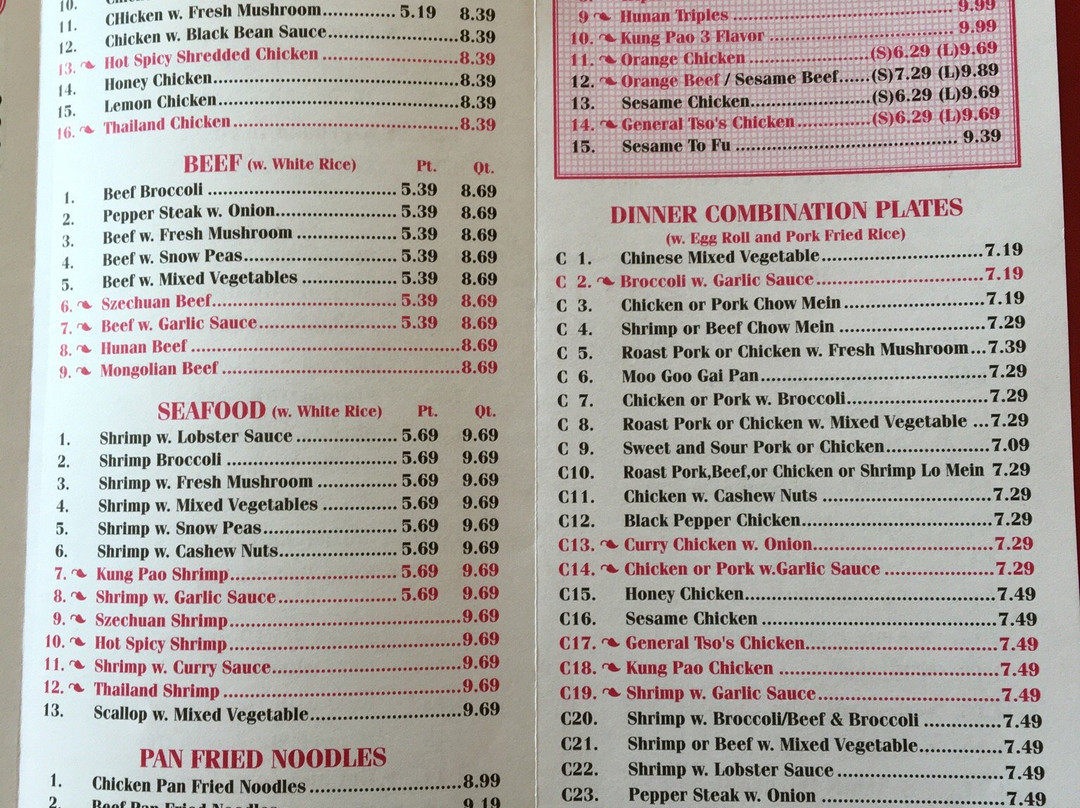 10.
11. CHicken w. Fresh Mushroom 5.19 8.39
12. Chicken w. Black Bean Sauce 8.39
13. Hot Spicy Shredded Chicken 8.39
14. Honey Chicken 8.39
15. Lemon Chicken 8.39
16. Thailand Chicken 8.39
BEEF (w. White Rice) Pt. Qt.
1. Beef Broccoli 5.39 8.69
2. Pepper Steak w. Onion 5.39 8.69
3. Beef w. Fresh Mushroom 5.39 8.69
4. Beef w. Snow Peas 5.39 8.69
5. Beef w. Mixed Vegetables 5.39 8.69
6. Szechuan Beef 5.39 8.69
7. Beef w. Garlic Sauce 5.39 8.69
8. Hunan Beef 8.69
9. Mongolian Beef 8.69
SEAFOOD (w. White Rice) Pt. Qt.
1. Shrimp w. Lobster Sauce 5.69 9.69
2. Shrimp Broccoli 5.69 9.69
3. Shrimp w. Fresh Mushroom 5.69 9.69
4. Shrimp w. Mixed Vegetables 5.69 9.69
5. Shrimp w. Snow Peas 5.69 9.69
6. Shrimp w. Cashew Nuts 5.69 9.69
7. Kung Pao Shrimp 5.69 9.69
8. Shrimp w. Garlic Sauce 5.69 9.69
9. Szechuan Shrimp 9.69
10. Hot Spicy Shrimp 9.69
11. Shrimp w. Curry Sauce 9.69
12. Thailand Shrimp 9.69
13. Scallop w. Mixed Vegetable 9.69
PAN FRIED NOODLES
1. Chicken Pan Fried Noodles 8.99
2. Beef Pan Fried Noodles 9.19
9 Hunan Triples 9.99
10. Kung Pao 3 Flavor 9.99
11. Orange Chicken (S)6.29 (L)9.69
12. Orange Beef / Sesame Beef (S)7.29 (L)9.89
13. Sesame Chicken (S)6.29 (L)9.69
14. General Tso's Chicken (S)6.29 (L)9.69
15. Sesame To Fu 9.39
DINNER COMBINATION PLATES
(w. Egg Roll and Pork Fried Rice)
C 1. Chinese Mixed Vegetable 7.19
C 2. Broccoli w. Garlic Sauce 7.19
C 3. Chicken or Pork Chow Mein 7.19
C 4. Shrimp or Beef Chow Mein 7.29
C 5. Roast Pork or Chicken w. Fresh Mushroom 7.39
C 6. Moo Goo Gai Pan 7.29
C 7. Chicken or Pork w. Broccoli 7.29
C 8. Roast Pork or Chicken w. Mixed Vegetable 7.29
C 9. Sweet and Sour Pork or Chicken 7.09
C10. Roast Pork,Beef,or Chicken or Shrimp Lo Mein 7.29
C11. Chicken w. Cashew Nuts 7.29
C12. Black Pepper Chicken 7.29
C13. Curry Chicken w. Onion 7.29
C14. Chicken or Pork w.Garlic Sauce 7.29
C15. Honey Chicken 7.49
C16. Sesame Chicken 7.49
C17. General Tso's Chicken 7.49
C18. Kung Pao Chicken 7.49
C19. Shrimp w. Garlic Sauce 7.49
C20. Shrimp w. Broccoli/Beef & Broccoli 7.49
C21. Shrimp or Beef w. Mixed Vegetable 7.49
C22. Shrimp w. Lobster Sauce 7.49
C23. Pepper Steak w. Onion 7.49